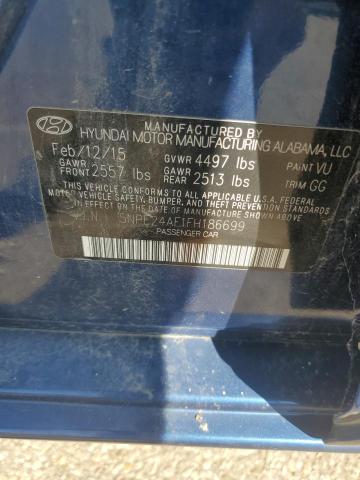 MANUFACTURED BY
HYUNDAI MOTOR MANUFACTURING ALABAMA, LLC
Feb/12/15 GVWR 4497 lbs PAINT VU
GAWR FRONT 2557 lbs GAWR REAR 2513 lbs TRIM GG
THIS VEHICLE CONFORMS TO ALL APPLICABLE U.S.A. FEDERAL
MOTOR VEHICLE SAFETY, BUMPER, AND THEFT PREVENTION
STANDARDS IN EFFECT ON THE DATE OF MANUFACTURE SHOWN ABOVE.
V.I.N.
PASSENGER CAR